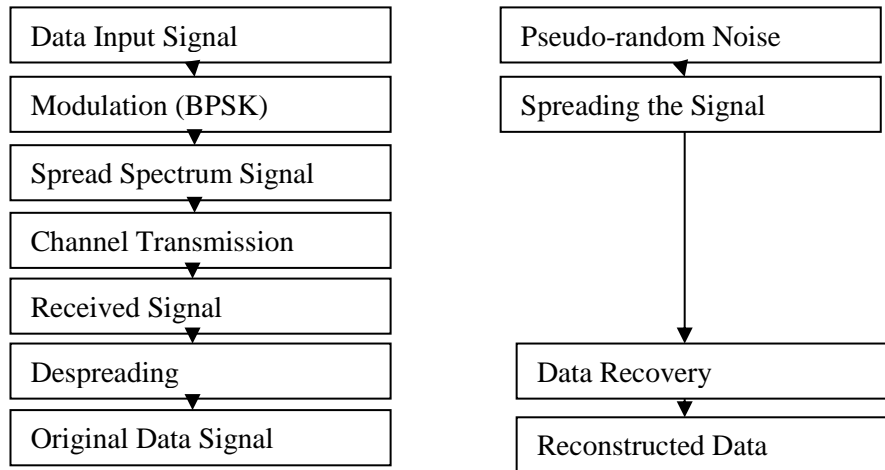 Data Input Signal
Modulation (BPSK)
Spread Spectrum Signal
Channel Transmission
Received Signal
Despreading
Original Data Signal
Pseudo-random Noise
Spreading the Signal
Data Recovery
Reconstructed Data